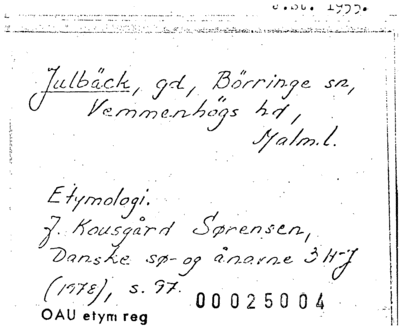 Julbäck, gd, Börringe sn,
Vemmenhögs hd,
Malm.l.
Etymologi.
J. Kousgård Sørensen,
Danske sø- og ånavne 3 H-J
(1978), s. 97.
00025004
OAU etym reg